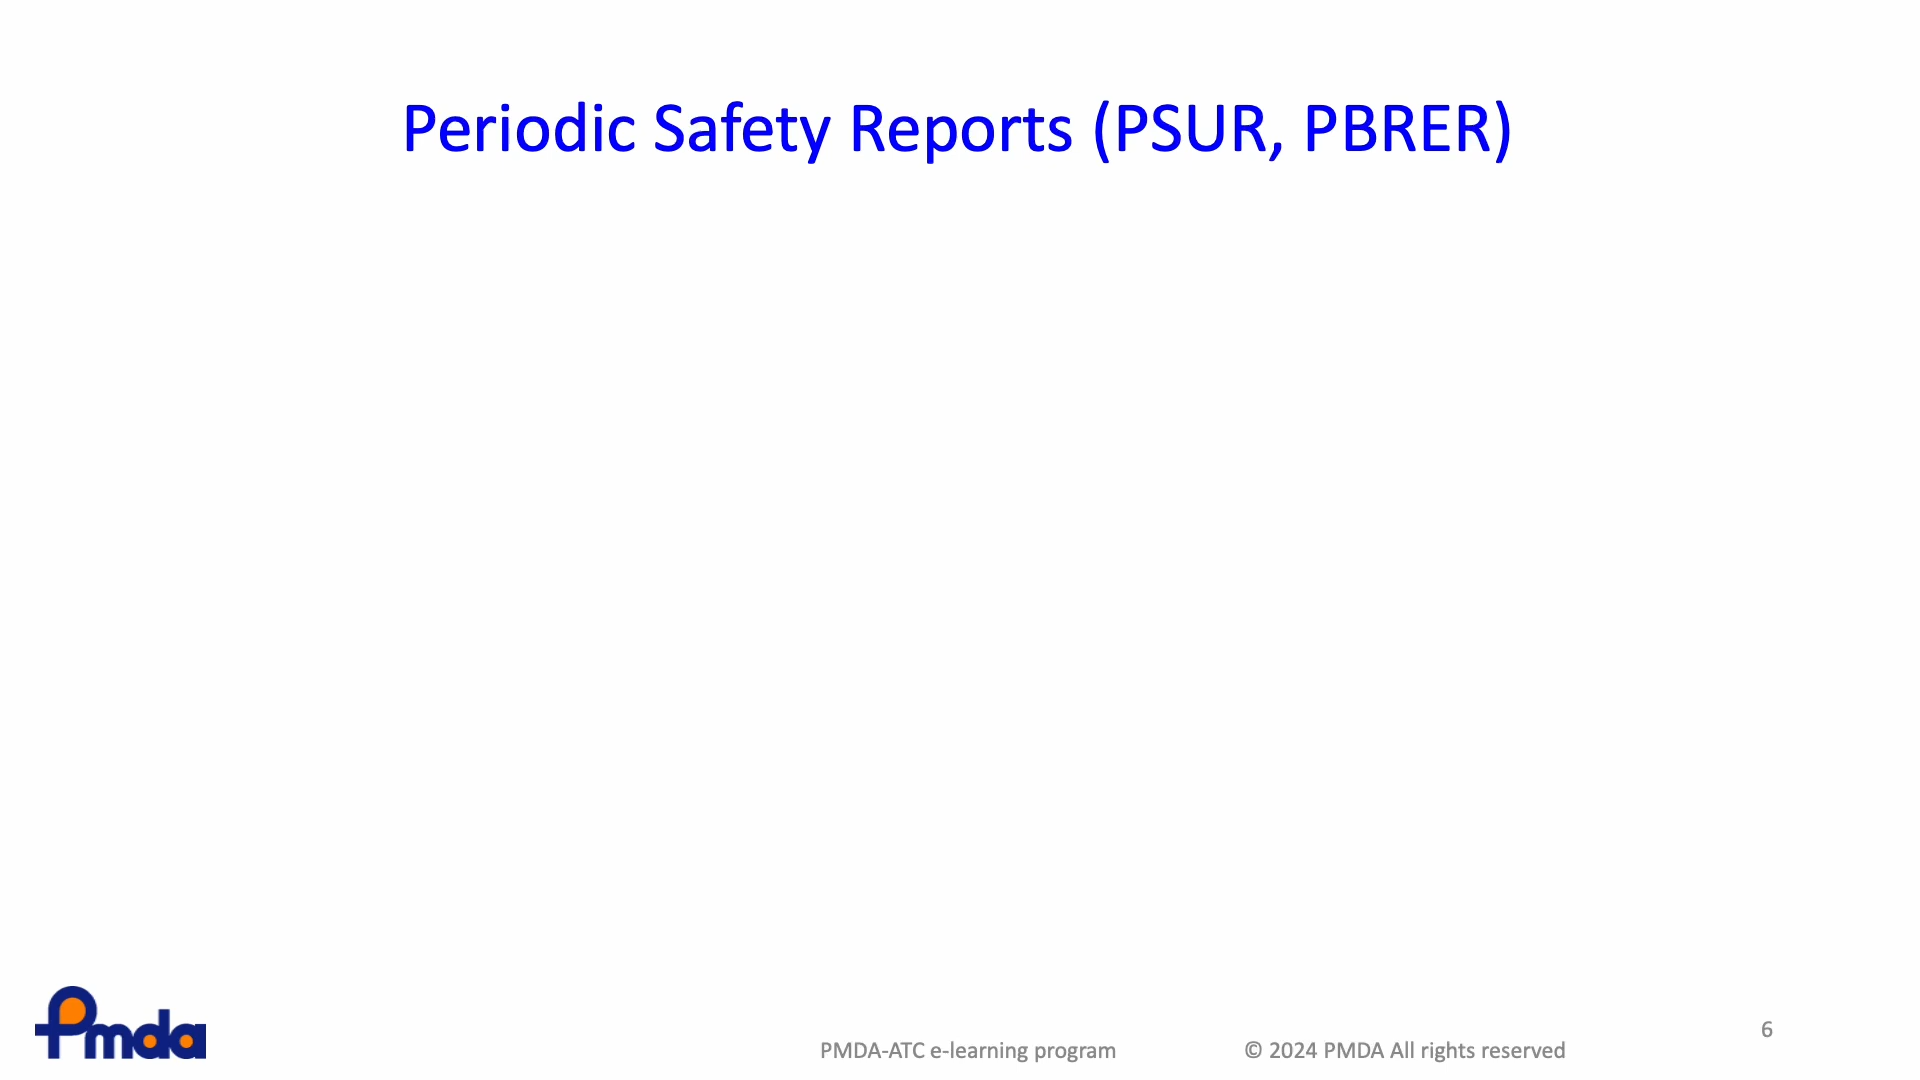 Periodic Safety Reports (PSUR, PBRER)
Pmda
PMDA-ATC e-learning program
© 2024 PMDA All rights reserved
6